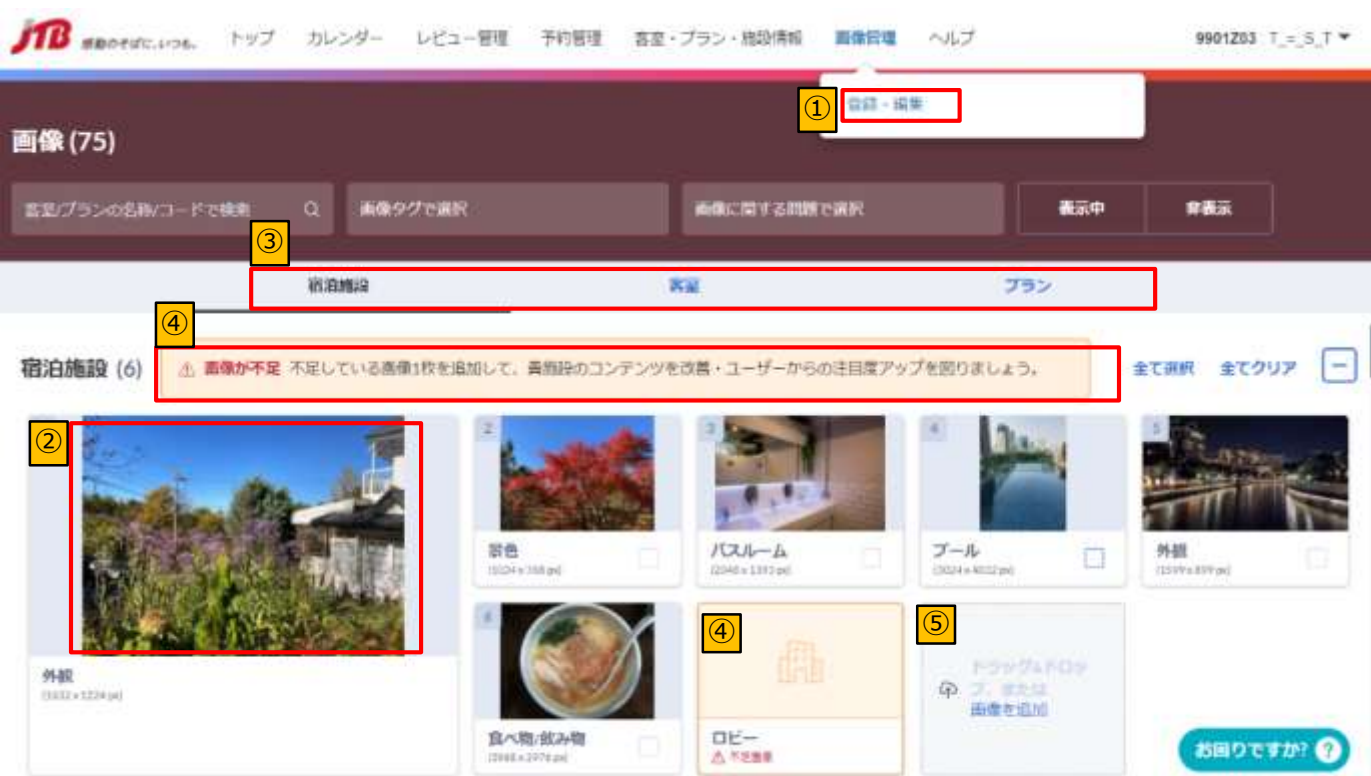 JTB 感動のそばに、いつも。 トップ カレンダー レビュー管理 予約管理 客室・プラン・施設情報 画像管理 ヘルプ 9901Z03 T_=_S_T
① 登録・編集
画像 (75)
客室/プランの名称/コードで検索 画像タグで選択 画像に関する問題で選択 表示中 非表示
③
宿泊施設 客室 プラン
④
宿泊施設 (6) 画像が不足 不足している画像1枚を追加して、貴施設のコンテンツを改善・ユーザーからの注目度アップを図りましょう。 全て選択 全てクリア
② 2 3 4 5
景色 バスルーム プール 外観
6 ④ ⑤
ドラッグ&ドロッ
プ、または
画像を追加
外観
食べ物/飲み物 ロビー
不足画像
お困りですか? ?